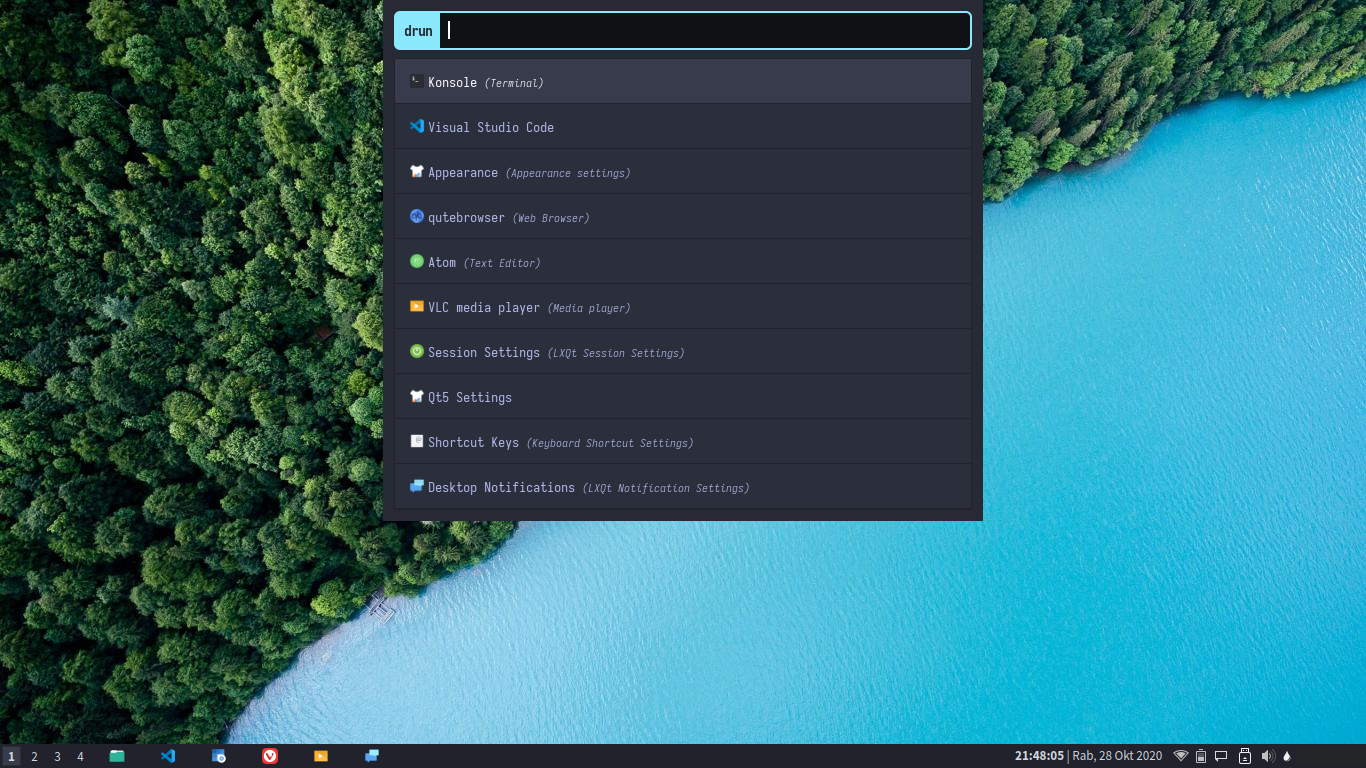 drun
Konsole (Terminal)
Visual Studio Code
Appearance (Appearance settings)
qutebrowser (Web Browser)
Atom (Text Editor)
VLC media player (Media player)
Session Settings (LXQt Session Settings)
Qt5 Settings
Shortcut Keys (Keyboard Shortcut Settings)
Desktop Notifications (LXQt Notification Settings)
1 2 3 4 21:48:05 | Rab, 28 Okt 2020